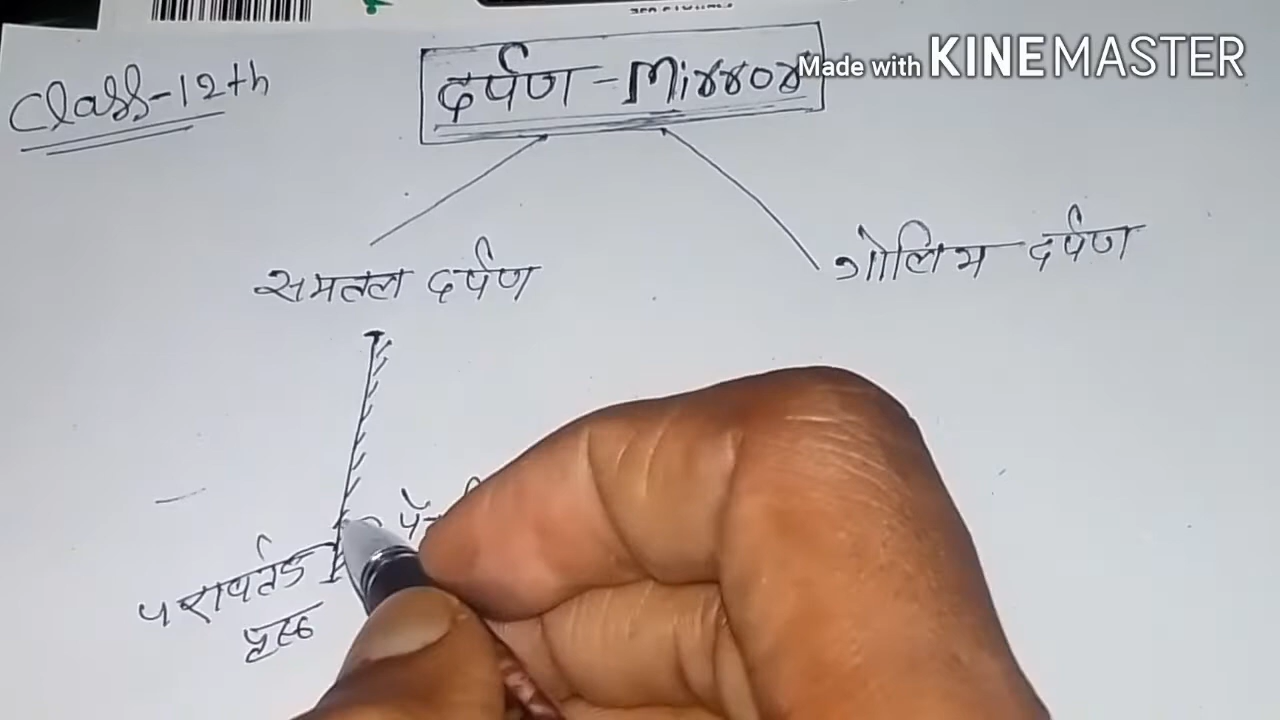 Class-12th
दर्पण - Mirror
Made with KINEMASTER
समतल दर्पण
गोलिय दर्पण
परावर्तक
पृष्ठ